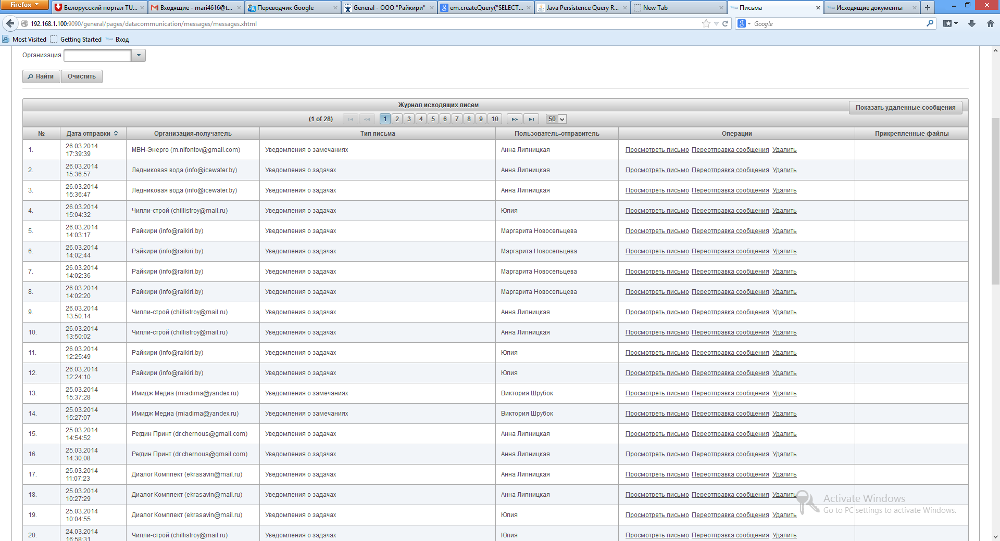 Firefox
Белорусский портал TU...
Входящие - mari4616@t...
Переводчик Google
General - ООО "Райкири"
em.createQuery("SELECT...
Java Persistence Query R...
New Tab
Письма
Исходящие документы
192.168.1.100:9090/general/pages/datacommunication/messages/messages.xhtml
Google
Most Visited Getting Started Вход
Организация
Найти Очистить
Журнал исходящих писем
Показать удаленные сообщения
(1 of 28) 1 2 3 4 5 6 7 8 9 10 50
№ Дата отправки Организация-получатель Тип письма Пользователь-отправитель Операции Прикрепленные файлы
1. 26.03.2014 17:39:39 МВН-Энерго (m.nifontov@gmail.com) Уведомления о замечаниях Анна Липницкая Просмотреть письмо Переотправка сообщения Удалить
2. 26.03.2014 15:36:57 Ледниковая вода (info@icewater.by) Уведомления о задачах Анна Липницкая Просмотреть письмо Переотправка сообщения Удалить
3. 26.03.2014 15:36:47 Ледниковая вода (info@icewater.by) Уведомления о задачах Анна Липницкая Просмотреть письмо Переотправка сообщения Удалить
4. 26.03.2014 15:04:32 Чилли-строй (chillistroy@mail.ru) Уведомления о задачах Юлия Просмотреть письмо Переотправка сообщения Удалить
5. 26.03.2014 14:03:17 Райкири (info@raikiri.by) Уведомления о задачах Маргарита Новосельцева Просмотреть письмо Переотправка сообщения Удалить
6. 26.03.2014 14:02:44 Райкири (info@raikiri.by) Уведомления о задачах Маргарита Новосельцева Просмотреть письмо Переотправка сообщения Удалить
7. 26.03.2014 14:02:36 Райкири (info@raikiri.by) Уведомления о задачах Маргарита Новосельцева Просмотреть письмо Переотправка сообщения Удалить
8. 26.03.2014 14:02:20 Райкири (info@raikiri.by) Уведомления о задачах Маргарита Новосельцева Просмотреть письмо Переотправка сообщения Удалить
9. 26.03.2014 13:50:14 Чилли-строй (chillistroy@mail.ru) Уведомления о задачах Анна Липницкая Просмотреть письмо Переотправка сообщения Удалить
10. 26.03.2014 13:50:02 Чилли-строй (chillistroy@mail.ru) Уведомления о задачах Анна Липницкая Просмотреть письмо Переотправка сообщения Удалить
11. 26.03.2014 12:25:49 Райкири (info@raikiri.by) Уведомления о задачах Юлия Просмотреть письмо Переотправка сообщения Удалить
12. 26.03.2014 12:24:10 Райкири (info@raikiri.by) Уведомления о задачах Юлия Просмотреть письмо Переотправка сообщения Удалить
13. 25.03.2014 15:37:28 Имидж Медиа (miadima@yandex.ru) Уведомления о замечаниях Виктория Шрубок Просмотреть письмо Переотправка сообщения Удалить
14. 25.03.2014 15:27:07 Имидж Медиа (miadima@yandex.ru) Уведомления о замечаниях Виктория Шрубок Просмотреть письмо Переотправка сообщения Удалить
15. 25.03.2014 14:54:52 Регдин Принт (dr.chernous@gmail.com) Уведомления о задачах Анна Липницкая Просмотреть письмо Переотправка сообщения Удалить
16. 25.03.2014 14:30:08 Регдин Принт (dr.chernous@gmail.com) Уведомления о задачах Анна Липницкая Просмотреть письмо Переотправка сообщения Удалить
17. 25.03.2014 11:07:23 Диалог Комплект (ekrasavin@mail.ru) Уведомления о задачах Анна Липницкая Просмотреть письмо Переотправка сообщения Удалить
18. 25.03.2014 10:27:29 Диалог Комплект (ekrasavin@mail.ru) Уведомления о задачах Анна Липницкая Просмотреть письмо Переотправка сообщения Удалить
19. 25.03.2014 10:04:55 Диалог Комплект (ekrasavin@mail.ru) Уведомления о задачах Юлия Просмотреть письмо Переотправка сообщения Удалить
20. 24.03.2014 16:58:31 Чилли-строй (chillistroy@mail.ru) Уведомления о задачах Юлия Просмотреть письмо Переотправка сообщения Удалить
Activate Windows
Go to PC settings to activate Windows.